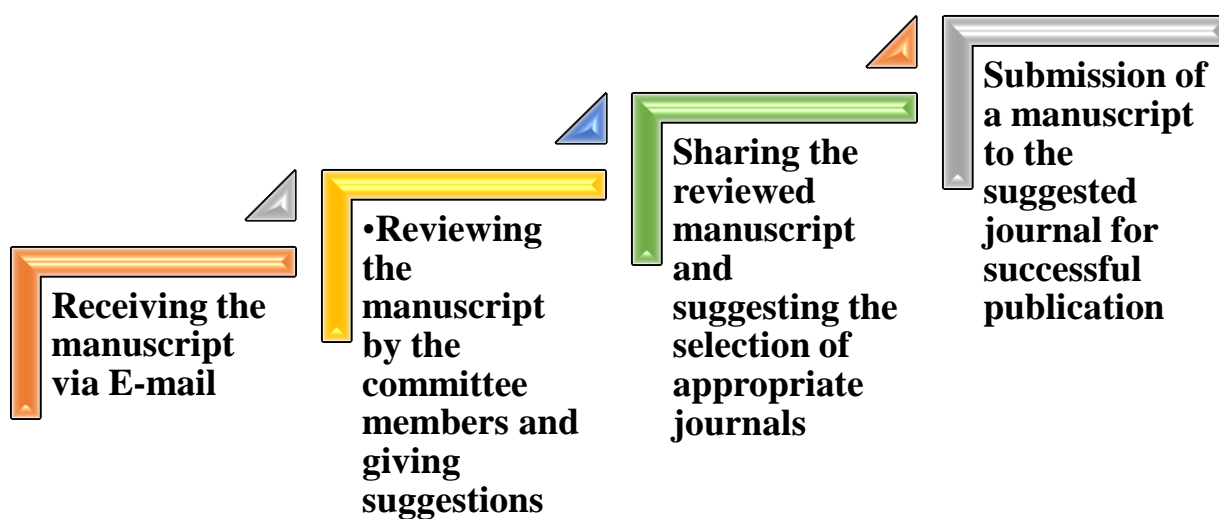 Receiving the
manuscript
via E-mail
•Reviewing
the
manuscript
by the
committee
members and
giving
suggestions
Sharing the
reviewed
manuscript
and
suggesting the
selection of
appropriate
journals
Submission of
a manuscript
to the
suggested
journal for
successful
publication